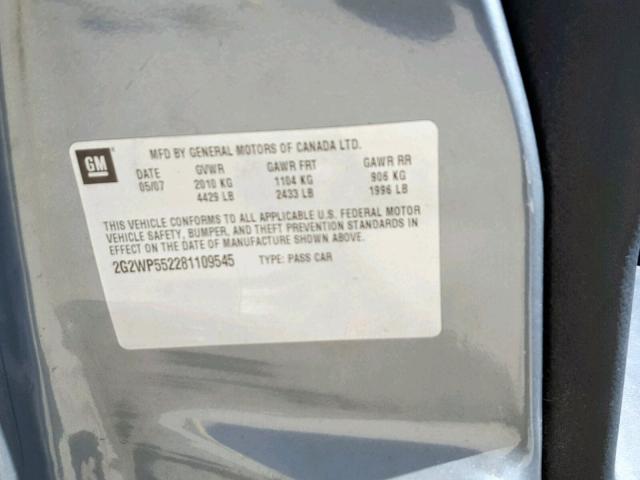 GM
MFD BY GENERAL MOTORS OF CANADA LTD.
DATE GVWR GAWR FRT GAWR RR
05/07 2010 KG 1104 KG 906 KG
4429 LB 2433 LB 1996 LB
THIS VEHICLE CONFORMS TO ALL APPLICABLE U.S. FEDERAL MOTOR
VEHICLE SAFETY, BUMPER, AND THEFT PREVENTION STANDARDS IN
EFFECT ON THE DATE OF MANUFACTURE SHOWN ABOVE.
2G2WP552281109545 TYPE: PASS CAR